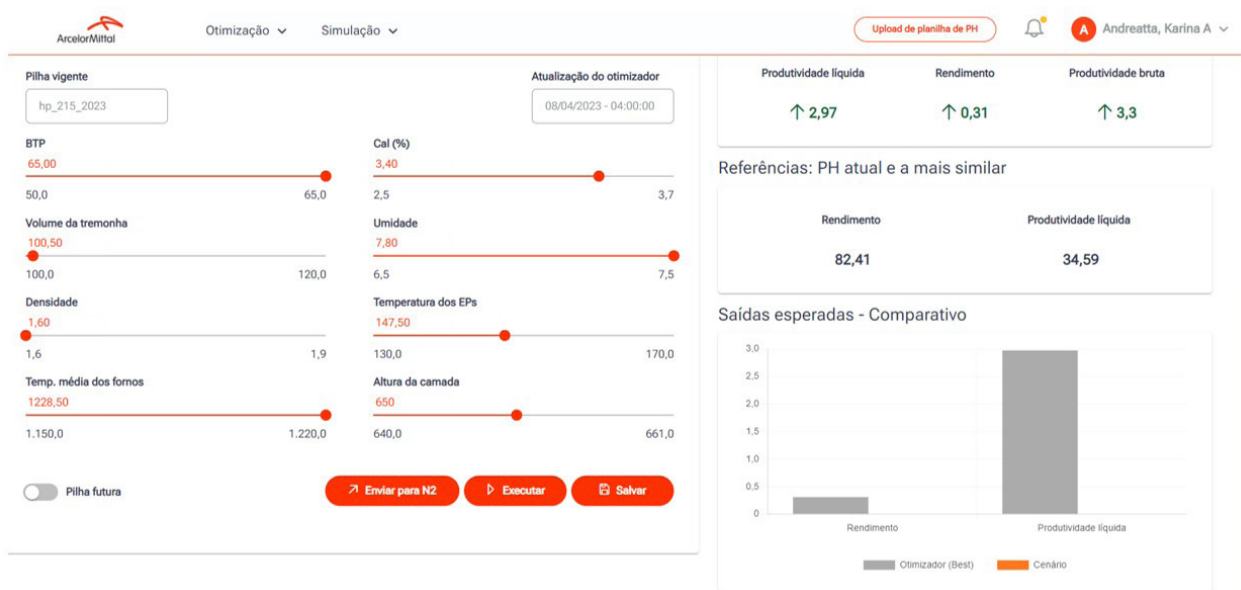 ArcelorMittal
Otimização
Simulação
Upload de planilha de PH
A
Andreatta, Karina A
Pilha vigente
hp_215_2023
Atualização do otimizador
08/04/2023 - 04:00:00
BTP
65,00
50,0 65,0
Cal (%)
3,40
2,5 3,7
Volume da tremonha
100,50
100,0 120,0
Umidade
7,80
6,5 7,5
Densidade
1,60
1,6 1,9
Temperatura dos EPs
147,50
130,0 170,0
Temp. média dos fornos
1228,50
1.150,0 1.220,0
Altura da camada
650
640,0 661,0
Pilha futura
Enviar para N2
Executar
Salvar
Produtividade líquida Rendimento Produtividade bruta
↑ 2,97 ↑ 0,31 ↑ 3,3
Referências: PH atual e a mais similar
Rendimento Produtividade líquida
82,41 34,59
Saídas esperadas - Comparativo
3,0
2,5
2,0
1,5
1,0
0,5
0
Rendimento Produtividade líquida
Otimizador (Best) Cenário